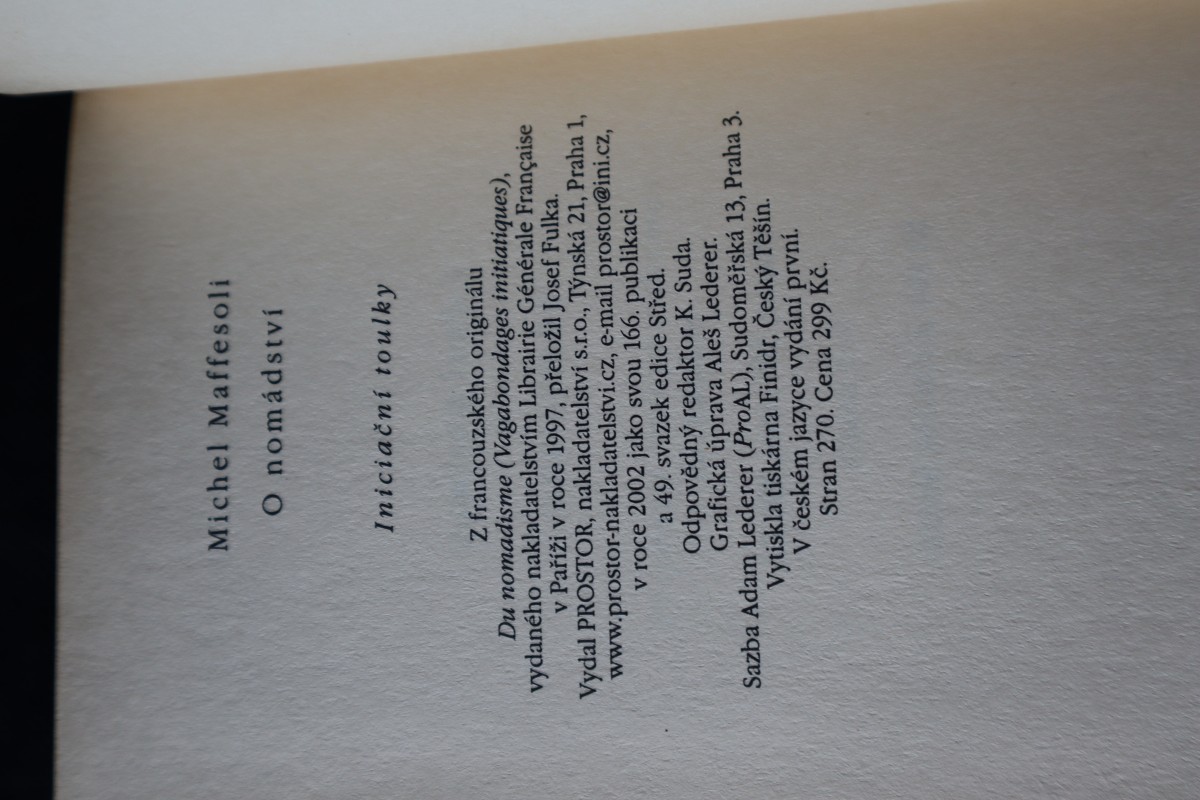 Michel Maffesoli
O nomádství
Iniciační toulky
Z francouzského originálu
Du nomadisme (Vagabondages initiatiques),
vydaného nakladatelstvím Librairie Générale Française
v Paříži v roce 1997, přeložil Josef Fulka.
Vydal PROSTOR, nakladatelství s.r.o., Týnská 21, Praha 1,
www.prostor-nakladatelstvi.cz, e-mail prostor@ini.cz,
v roce 2002 jako svou 166. publikaci
a 49. svazek edice Střed.
Odpovědný redaktor K. Suda.
Grafická úprava Aleš Lederer.
Sazba Adam Lederer (ProAL), Sudoměřská 13, Praha 3.
Vytiskla tiskárna Finidr, Český Těšín.
V českém jazyce vydání první.
Stran 270. Cena 299 Kč.